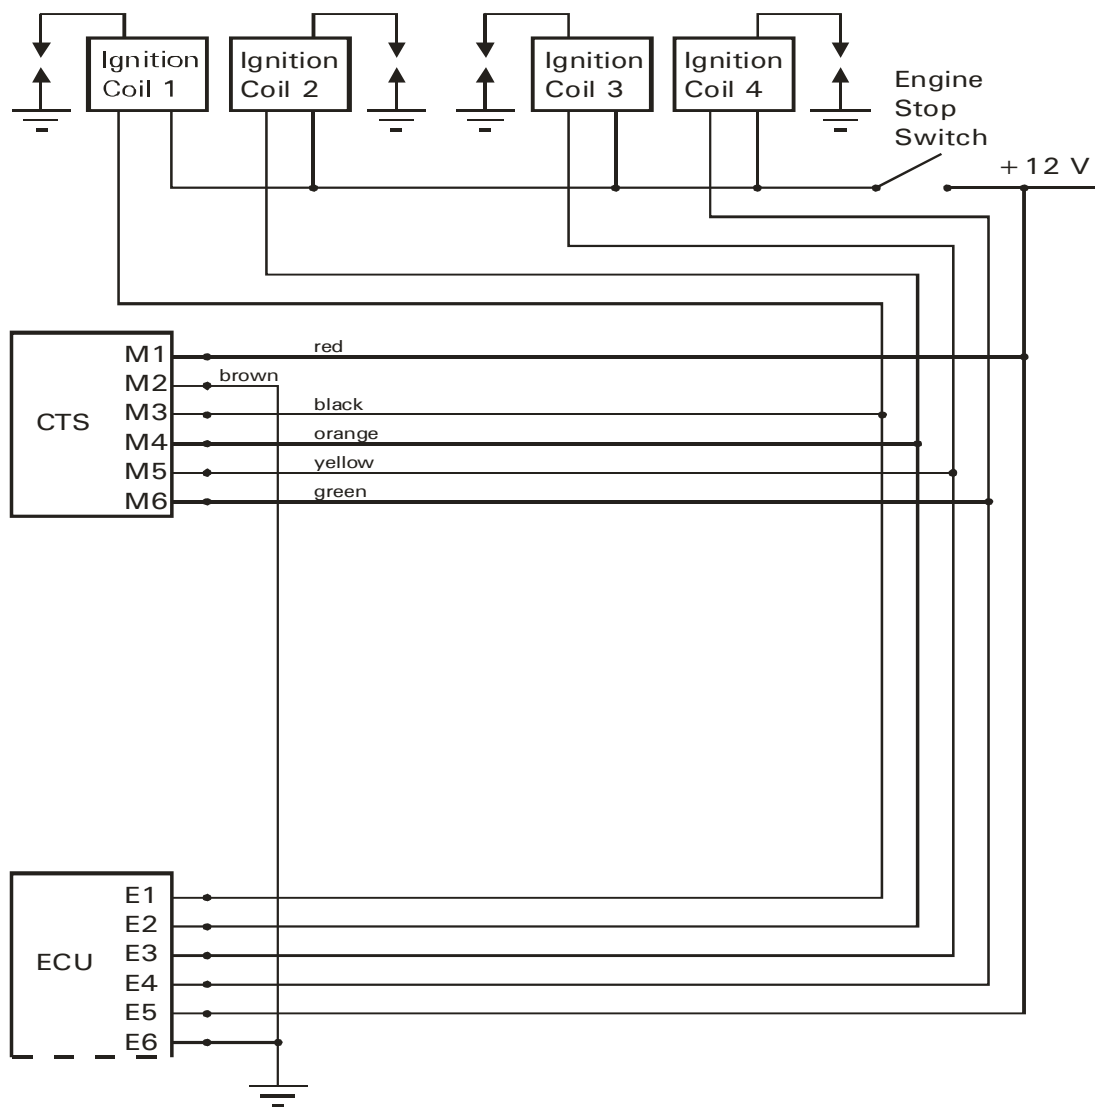 Ignition
Coil 1
Ignition
Coil 2
Ignition
Coil 3
Ignition
Coil 4
Engine
Stop
Switch
+12 V
CTS
M1
M2
M3
M4
M5
M6
red
brown
black
orange
yellow
green
ECU
E1
E2
E3
E4
E5
E6